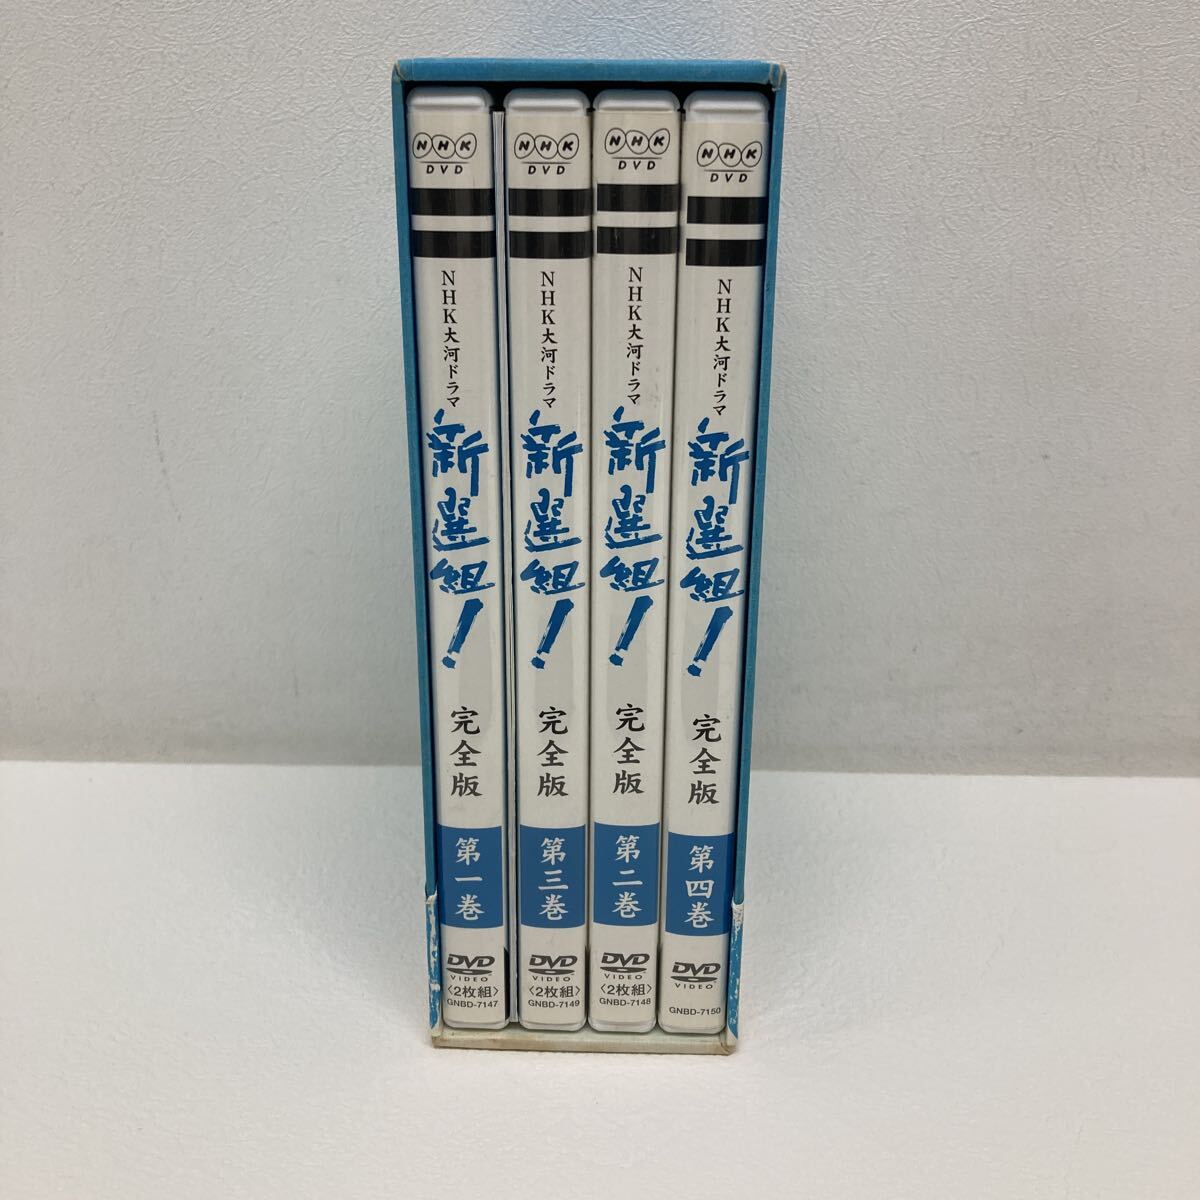 NHK
DVD
NHK大河ドラマ
新選組!
完全版
第一巻
DVD
VIDEO
〈2枚組〉
GNBD-7147
NHK
DVD
NHK大河ドラマ
新選組!
完全版
第三巻
DVD
VIDEO
〈2枚組〉
GNBD-7149
NHK
DVD
NHK大河ドラマ
新選組!
完全版
第二巻
DVD
VIDEO
〈2枚組〉
GNBD-7148
NHK
DVD
NHK大河ドラマ
新選組!
完全版
第四巻
DVD
VIDEO
GNBD-7150